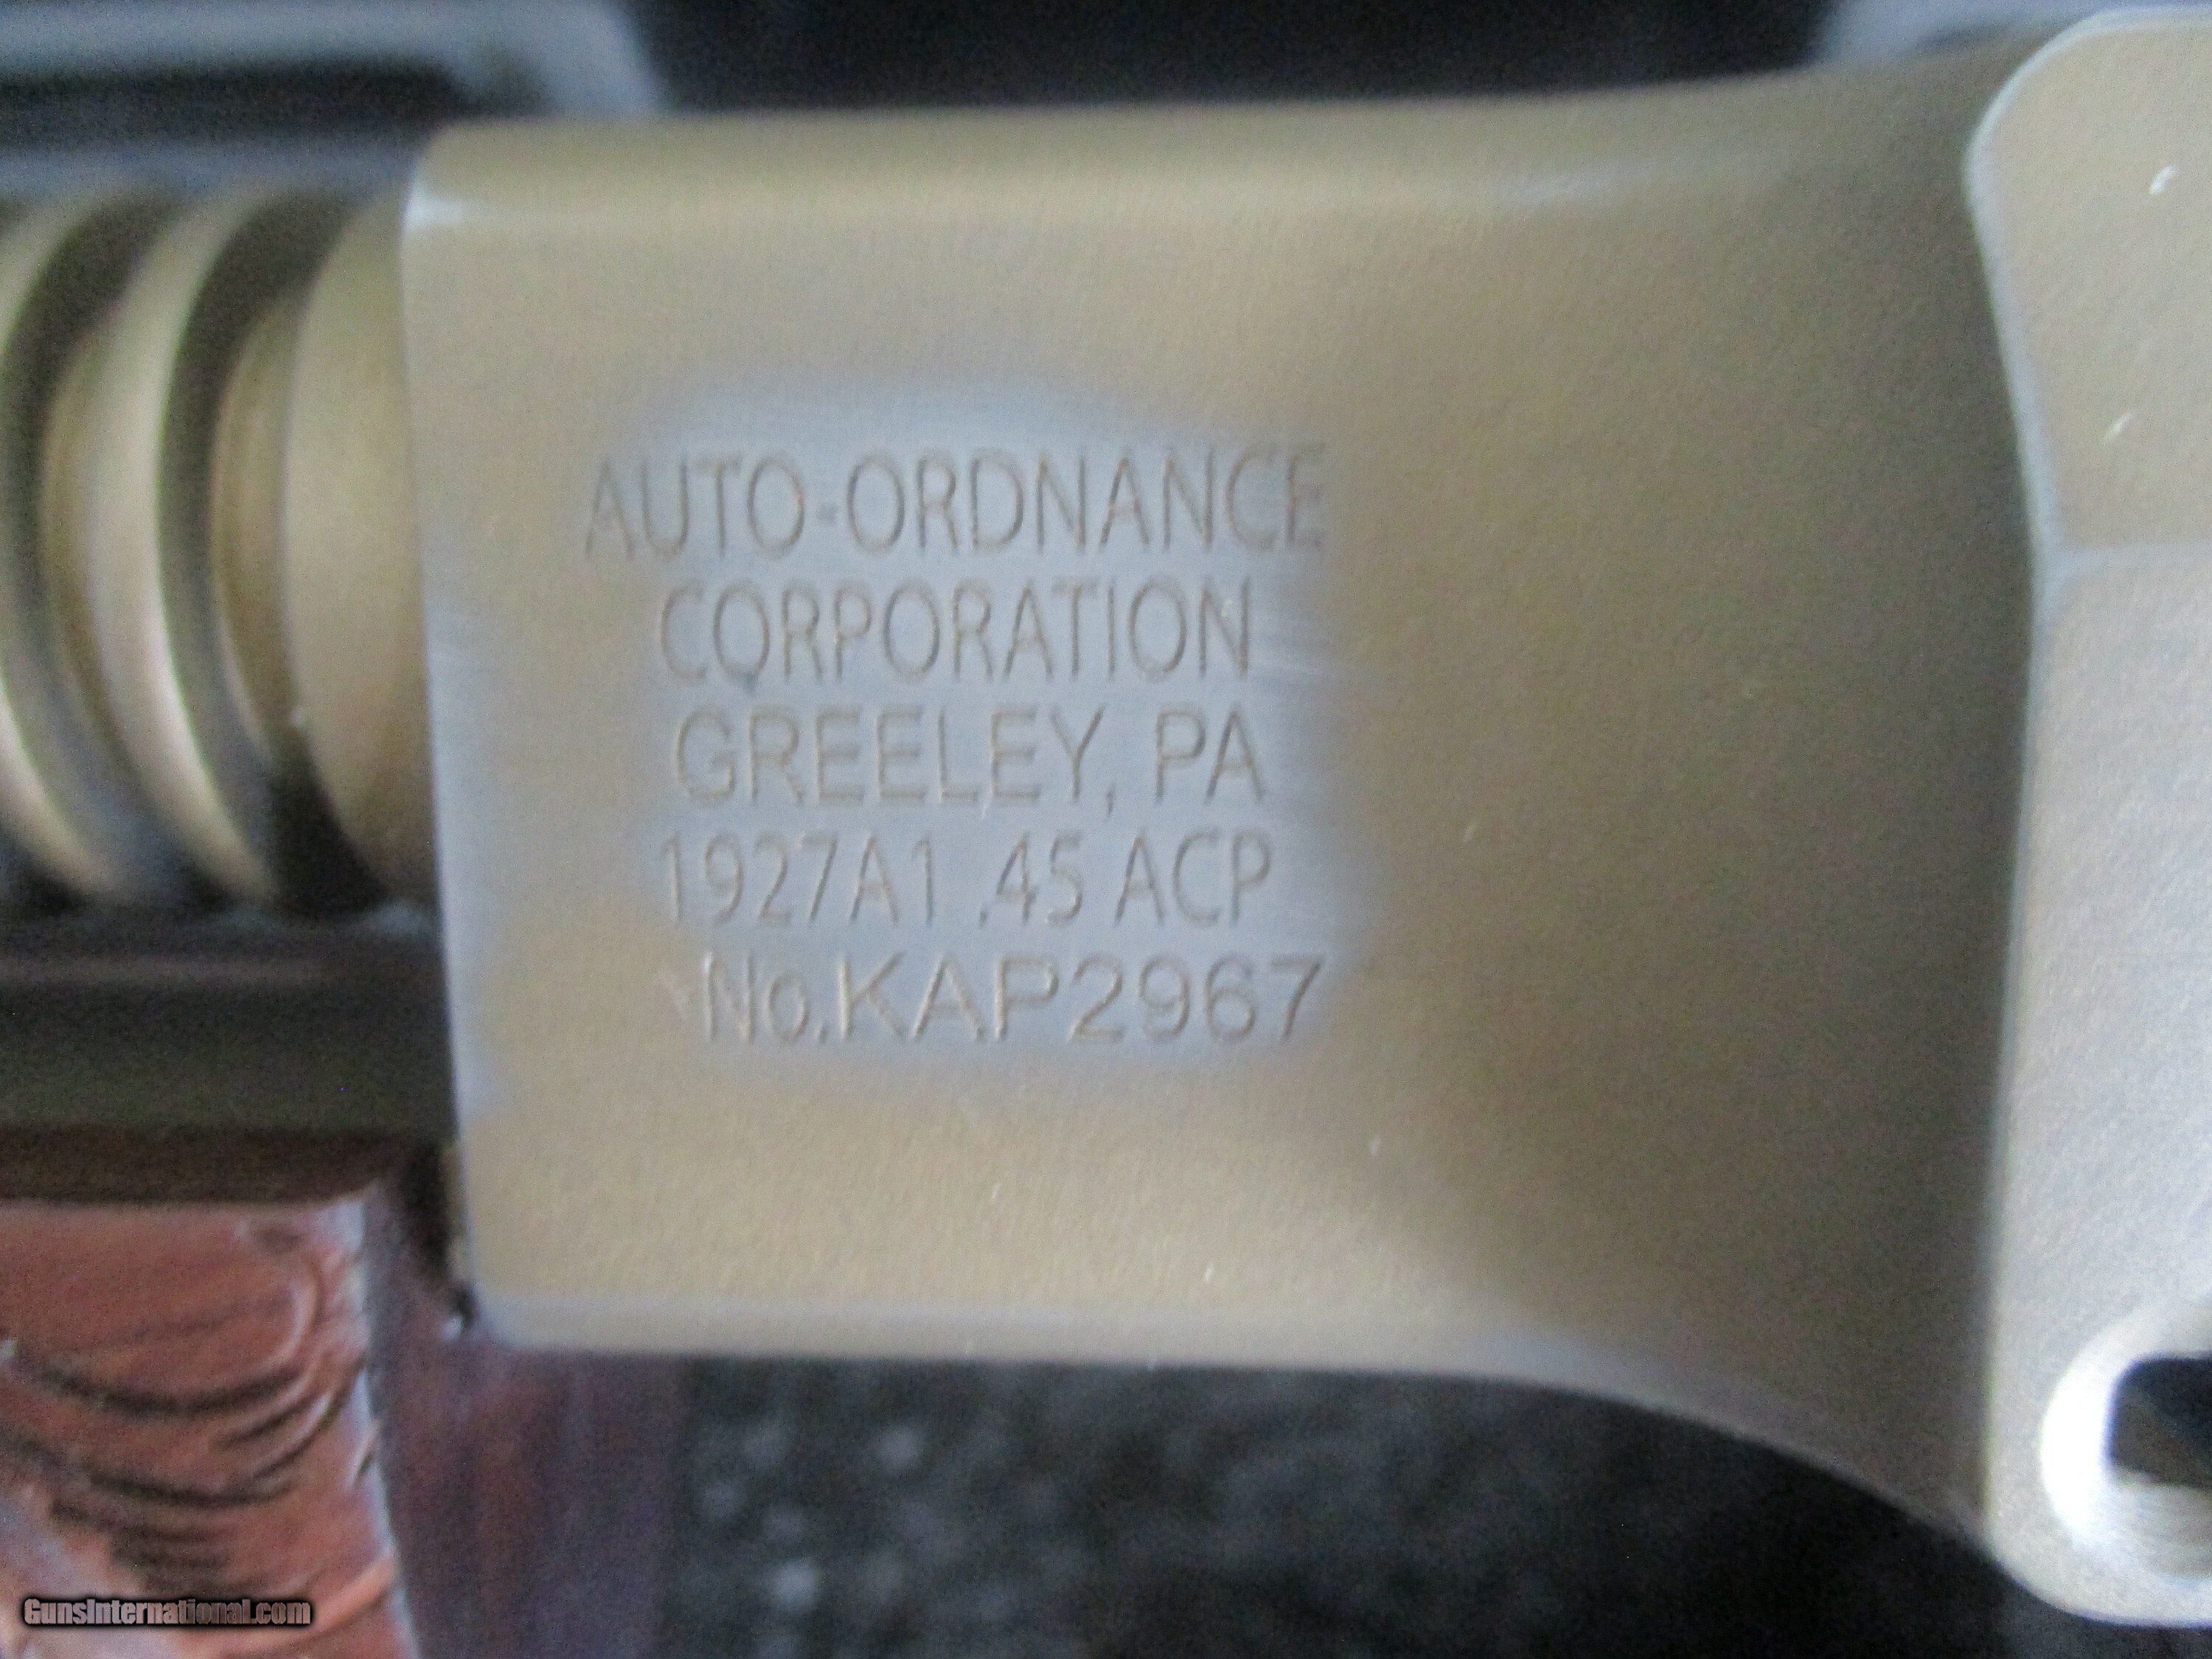 AUTO-ORDNANCE
CORPORATION
GREELEY, PA
1927A1 .45 ACP
No.KAP2967
GunsInternational.com